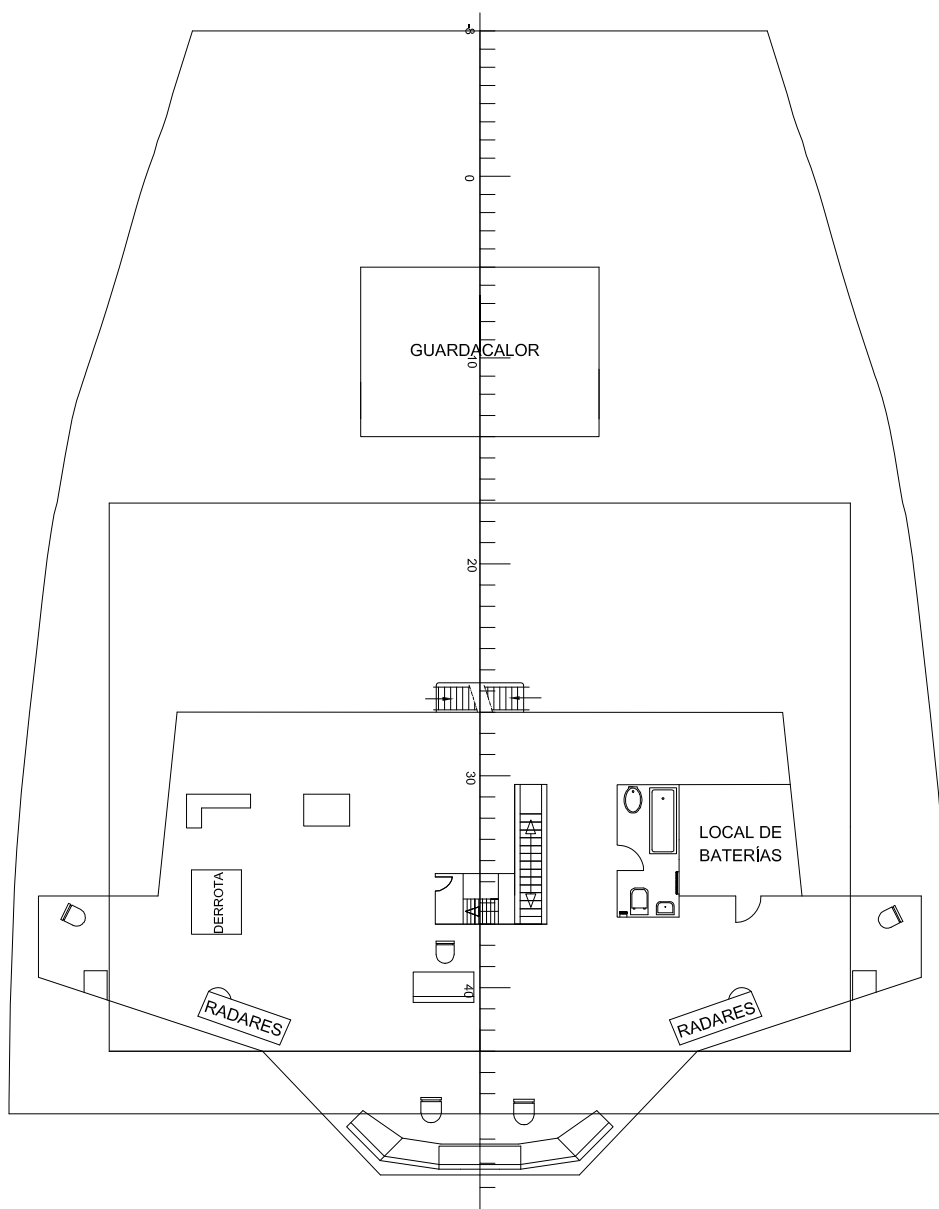 -8
0
GUARDACALOR
10
20
30
LOCAL DE
BATERÍAS
DERROTA
40
RADARES
RADARES